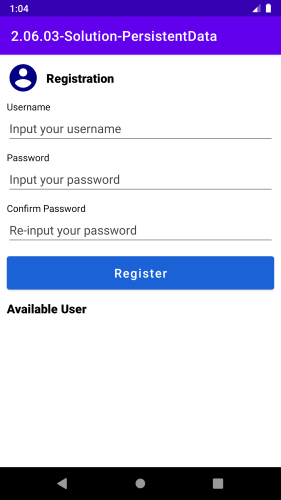 1:04
2.06.03-Solution-PersistentData
Registration
Username
Input your username
Password
Input your password
Confirm Password
Re-input your password
Register
Available User